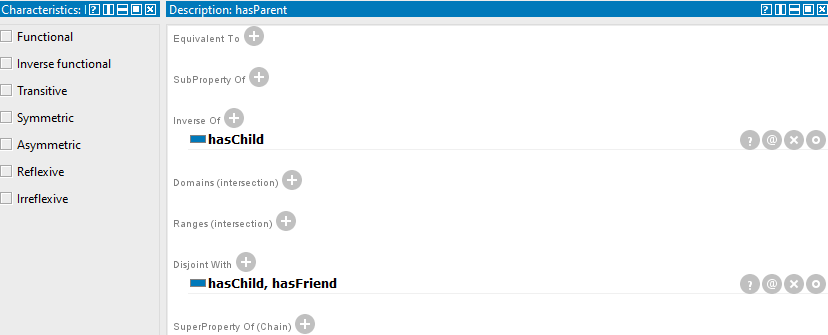 Characteristics:
Description: hasParent
Functional
Inverse functional
Transitive
Symmetric
Asymmetric
Reflexive
Irreflexive
Equivalent To
SubProperty Of
Inverse Of
hasChild
Domains (intersection)
Ranges (intersection)
Disjoint With
hasChild, hasFriend
SuperProperty Of (Chain)